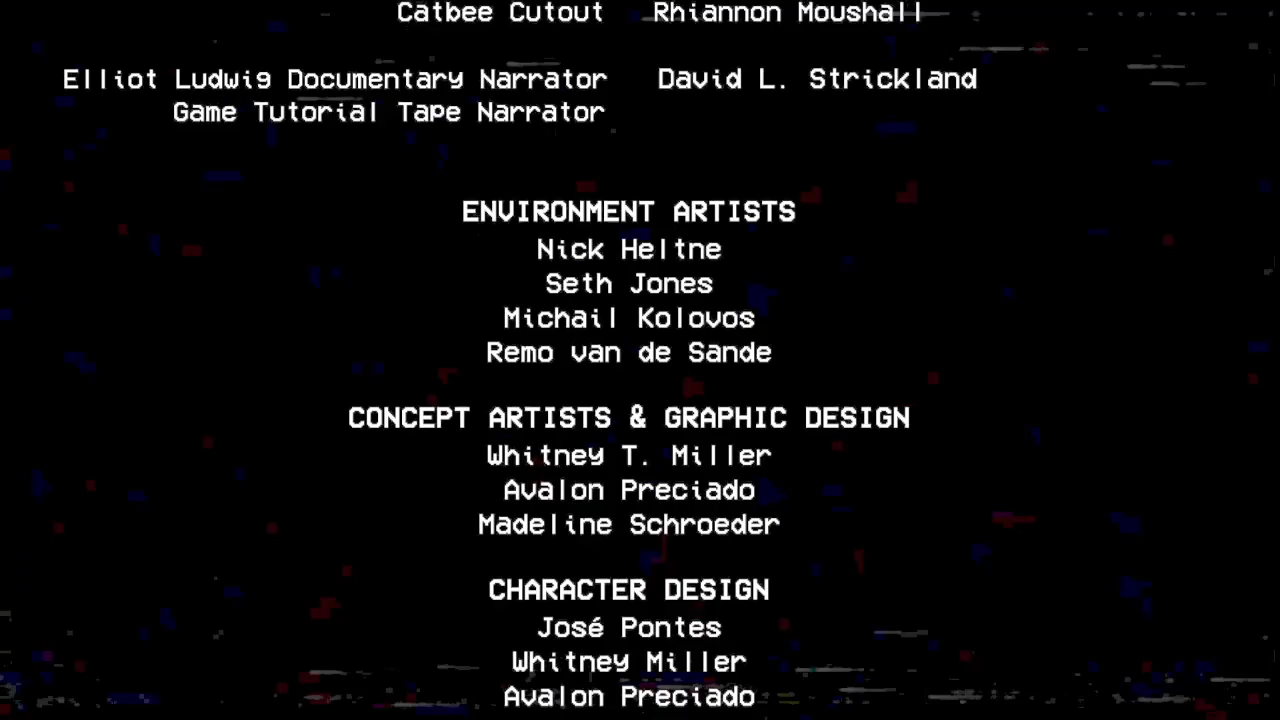 Catbee Cutout Rhiannon Moushall
Elliot Ludwig Documentary Narrator David L. Strickland
Game Tutorial Tape Narrator
ENVIRONMENT ARTISTS
Nick Heltne
Seth Jones
Michail Kolovos
Remo van de Sande
CONCEPT ARTISTS & GRAPHIC DESIGN
Whitney T. Miller
Avalon Preciado
Madeline Schroeder
CHARACTER DESIGN
José Pontes
Whitney Miller
Avalon Preciado